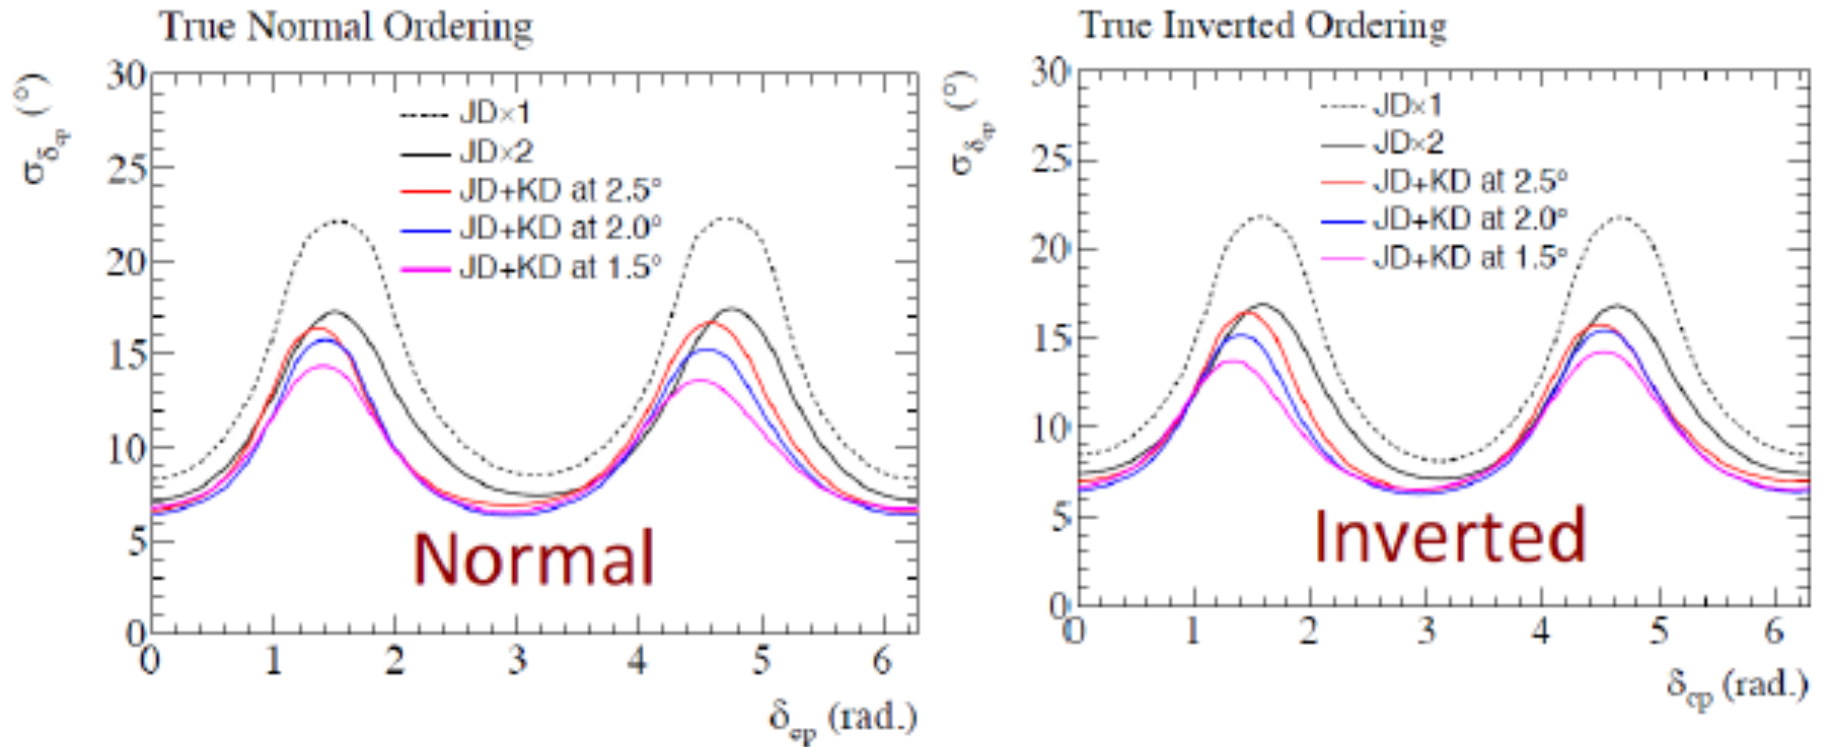 True Normal Ordering
σδcp (°)
30
25
20
15
10
5
0
JD×1
JD×2
JD+KD at 2.5°
JD+KD at 2.0°
JD+KD at 1.5°
Normal
0 1 2 3 4 5 6
δcp (rad.)
True Inverted Ordering
σδcp (°)
30
25
20
15
10
5
0
JD×1
JD×2
JD+KD at 2.5°
JD+KD at 2.0°
JD+KD at 1.5°
Inverted
0 1 2 3 4 5 6
δcp (rad.)